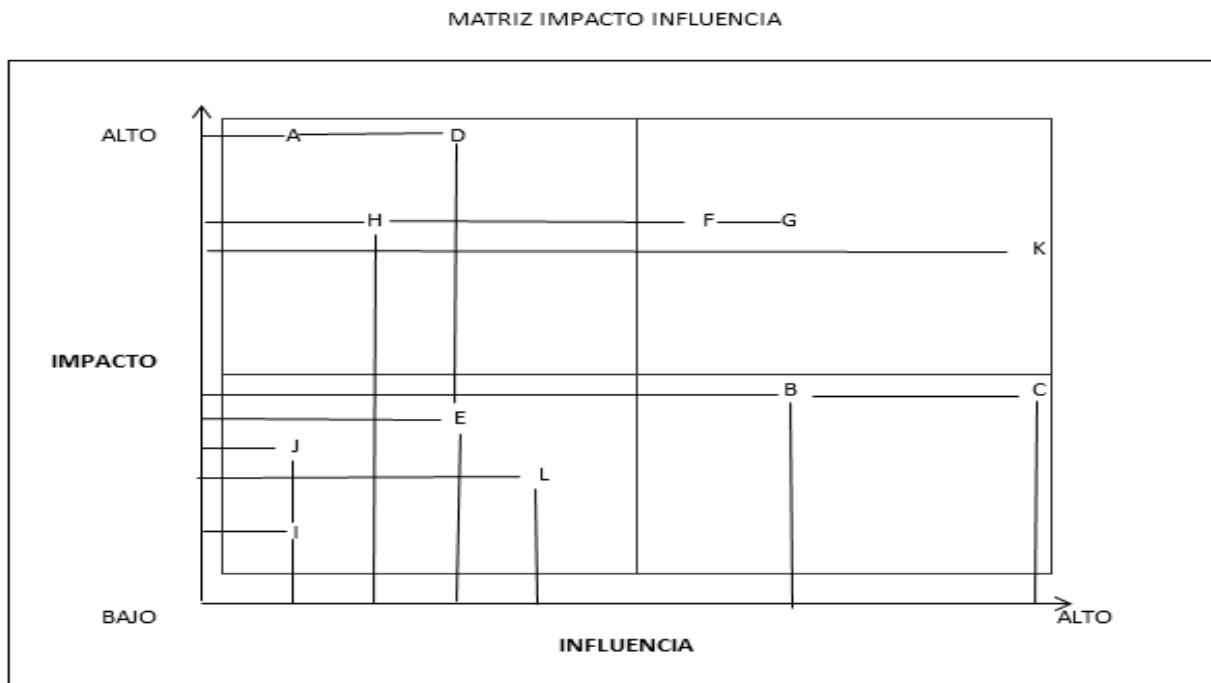 MATRIZ IMPACTO INFLUENCIA
ALTO A D
H F G
K
IMPACTO
B C
E
J
L
I
BAJO ALTO
INFLUENCIA